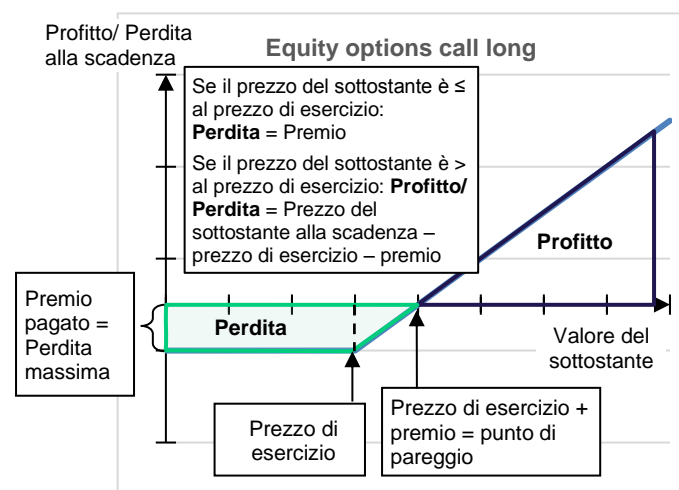 Profitto/ Perdita
alla scadenza
Equity options call long
Se il prezzo del sottostante è ≤
al prezzo di esercizio:
Perdita = Premio
Se il prezzo del sottostante è >
al prezzo di esercizio: Profitto/
Perdita = Prezzo del
sottostante alla scadenza –
prezzo di esercizio – premio
Profitto
Premio
pagato =
Perdita
massima
Perdita
Valore del
sottostante
Prezzo di
esercizio
Prezzo di esercizio +
premio = punto di
pareggio